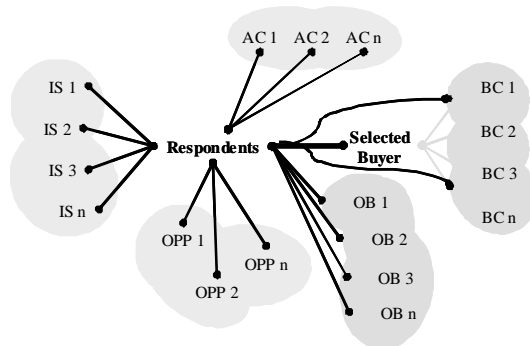 AC 1
AC 2
AC n
IS 1
IS 2
IS 3
IS n
Respondents
Selected
Buyer
BC 1
BC 2
BC 3
BC n
OPP 1
OPP 2
OPP n
OB 1
OB 2
OB 3
OB n